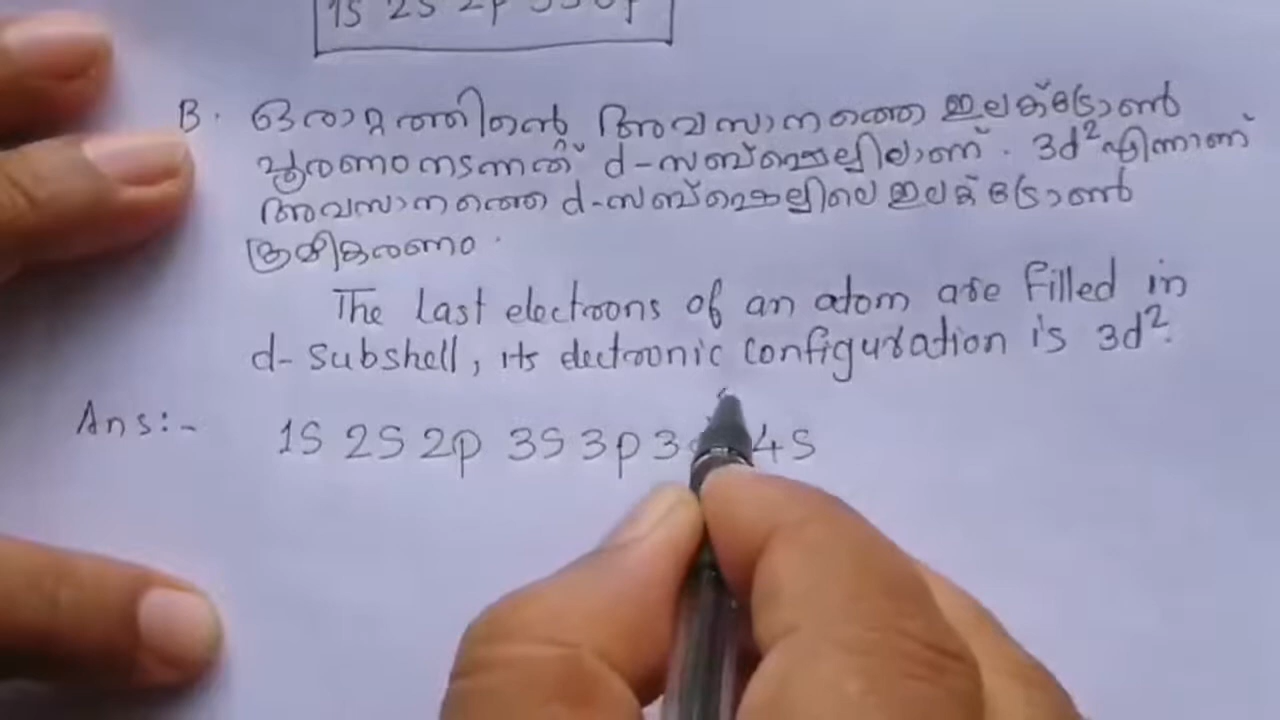 1S 2S 2p 3S
B. ഒരാറ്റത്തിന്റെ അവസാനത്തെ ഇലക്ട്രോൺ
പൂരണം നടന്നത് d-സബ്ഷെല്ലിലാണ്. 3d² എന്നാണ്
അവസാനത്തെ d-സബ്ഷെല്ലിലെ ഇലക്ട്രോൺ
ക്രമീകരണം.
The last electrons of an atom are filled in
d-subshell, its electronic configuration is 3d².
Ans:- 1S 2S 2p 3S 3p 3 4S